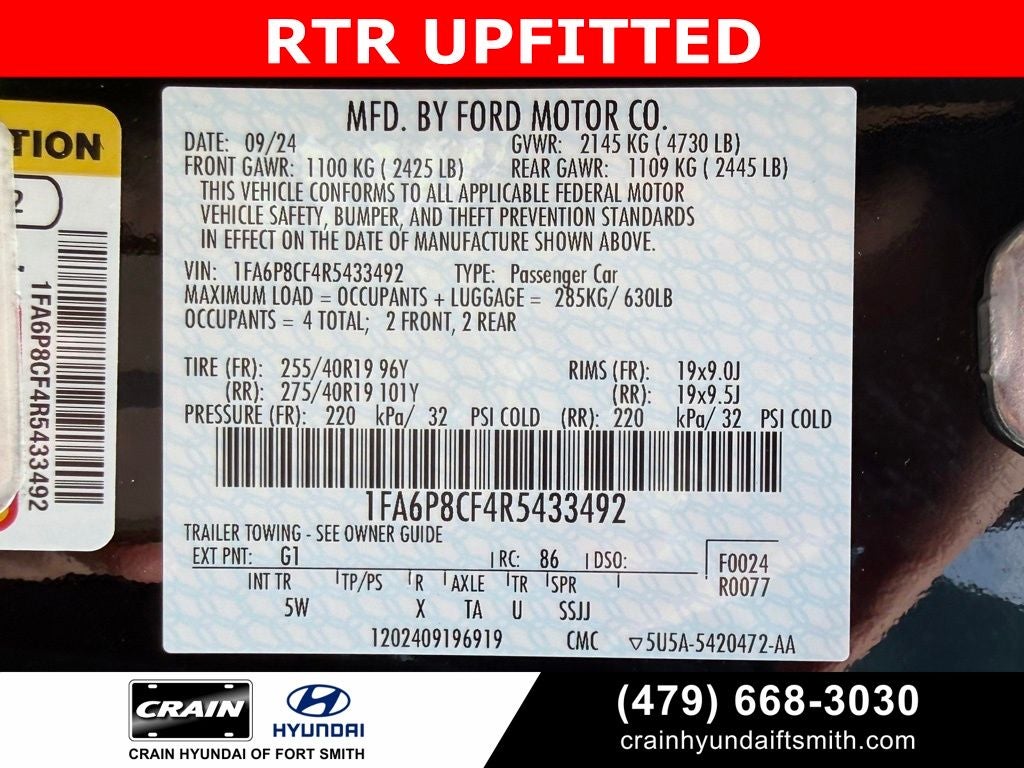 RTR UPFITTED
TION
2
1FA6P8CF4R5433492
MFD. BY FORD MOTOR CO.
DATE: 09/24 GVWR: 2145 KG ( 4730 LB)
FRONT GAWR: 1100 KG ( 2425 LB) REAR GAWR: 1109 KG ( 2445 LB)
THIS VEHICLE CONFORMS TO ALL APPLICABLE FEDERAL MOTOR
VEHICLE SAFETY, BUMPER, AND THEFT PREVENTION STANDARDS
IN EFFECT ON THE DATE OF MANUFACTURE SHOWN ABOVE.
VIN: 1FA6P8CF4R5433492 TYPE: Passenger Car
MAXIMUM LOAD = OCCUPANTS + LUGGAGE = 285KG/ 630LB
OCCUPANTS = 4 TOTAL; 2 FRONT, 2 REAR
TIRE (FR): 255/40R19 96Y RIMS (FR): 19x9.0J
(RR): 275/40R19 101Y (RR): 19x9.5J
PRESSURE (FR): 220 kPa/ 32 PSI COLD (RR): 220 kPa/ 32 PSI COLD
1FA6P8CF4R5433492
TRAILER TOWING - SEE OWNER GUIDE
EXT PNT: G1 RC: 86 DSO: F0024
R0077
INT TR TP/PS R AXLE TR SPR
5W X TA U SSJJ
1202409196919 CMC ▽5U5A-5420472-AA
CRAIN
HYUNDAI
CRAIN HYUNDAI OF FORT SMITH
(479) 668-3030
crainhyundaiftsmith.com